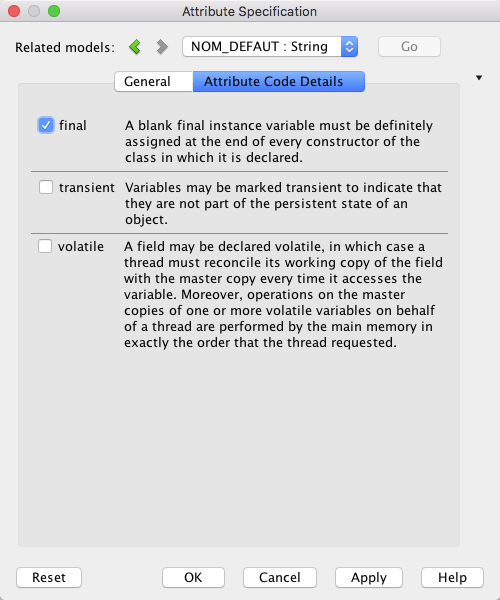 Attribute Specification
Related models: NOM_DEFAUT : String Go
General Attribute Code Details
final A blank final instance variable must be definitely
assigned at the end of every constructor of the
class in which it is declared.
transient Variables may be marked transient to indicate that
they are not part of the persistent state of an
object.
volatile A field may be declared volatile, in which case a
thread must reconcile its working copy of the field
with the master copy every time it accesses the
variable. Moreover, operations on the master
copies of one or more volatile variables on behalf
of a thread are performed by the main memory in
exactly the order that the thread requested.
Reset OK Cancel Apply Help